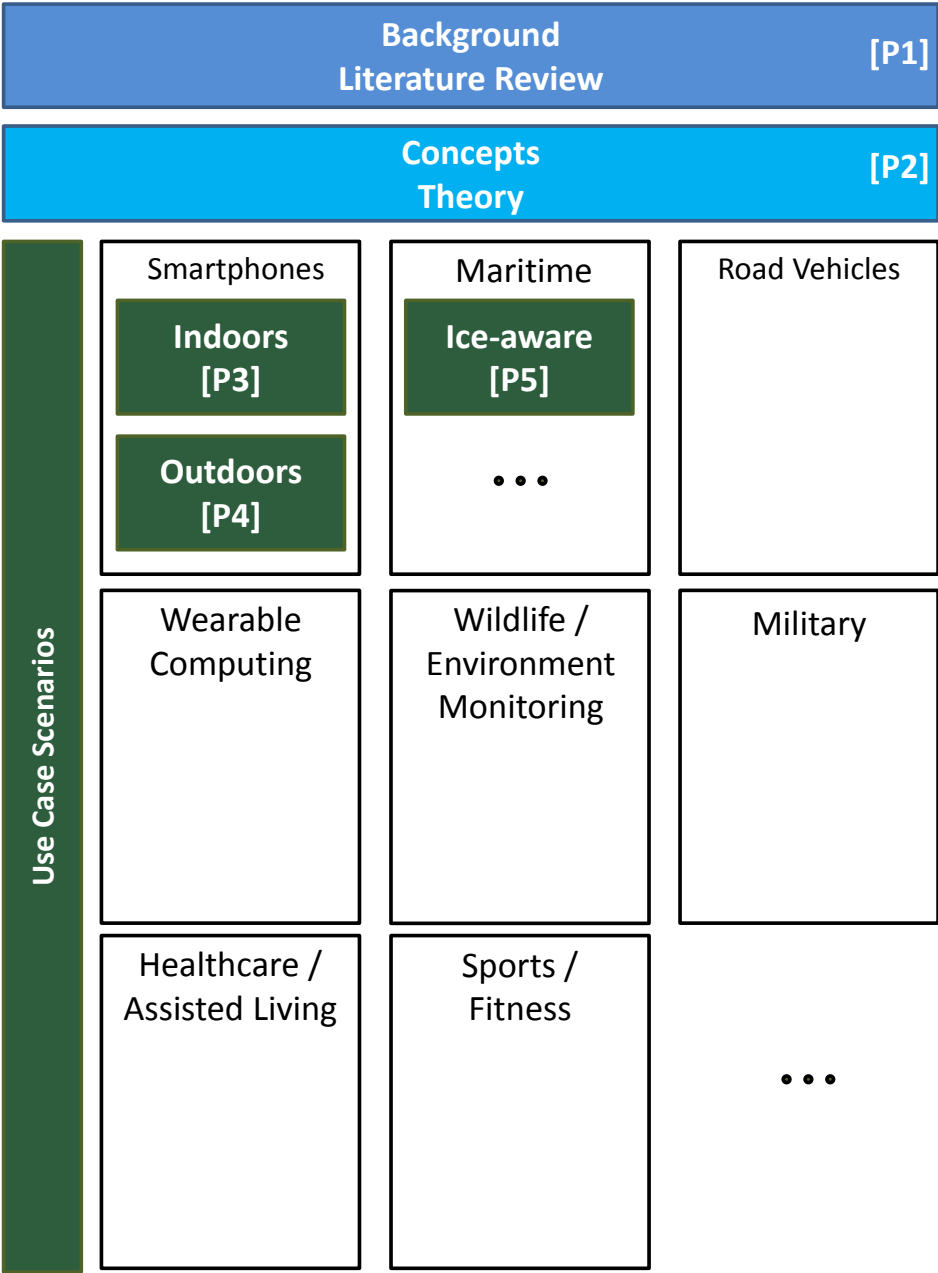 Background
Literature Review
[P1]
Concepts
Theory
[P2]
Use Case Scenarios
Smartphones
Indoors
[P3]
Outdoors
[P4]
Maritime
Ice-aware
[P5]
...
Road Vehicles
Wearable
Computing
Wildlife /
Environment
Monitoring
Military
Healthcare /
Assisted Living
Sports /
Fitness
...